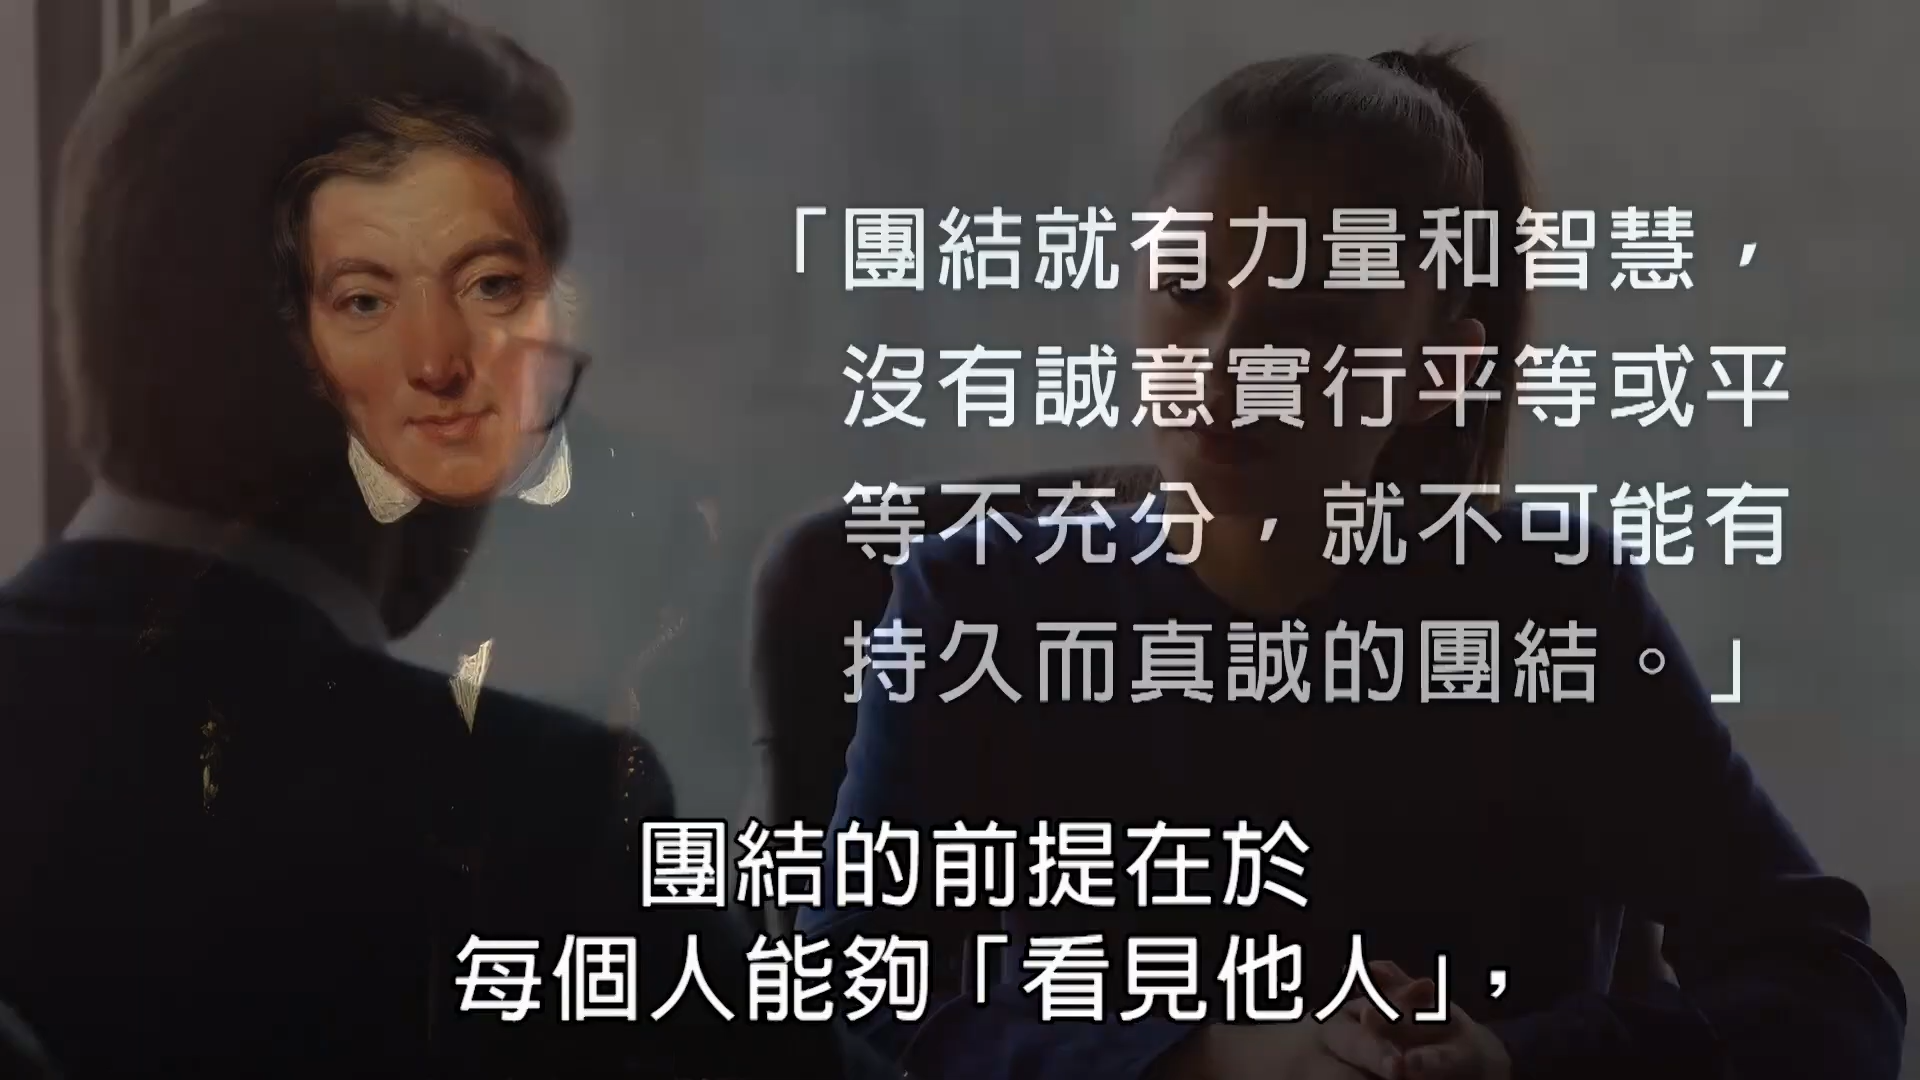 「團結就有力量和智慧，
沒有誠意實行平等或平
等不充分，就不可能有
持久而真誠的團結。」
團結的前提在於
每個人能夠「看見他人」，